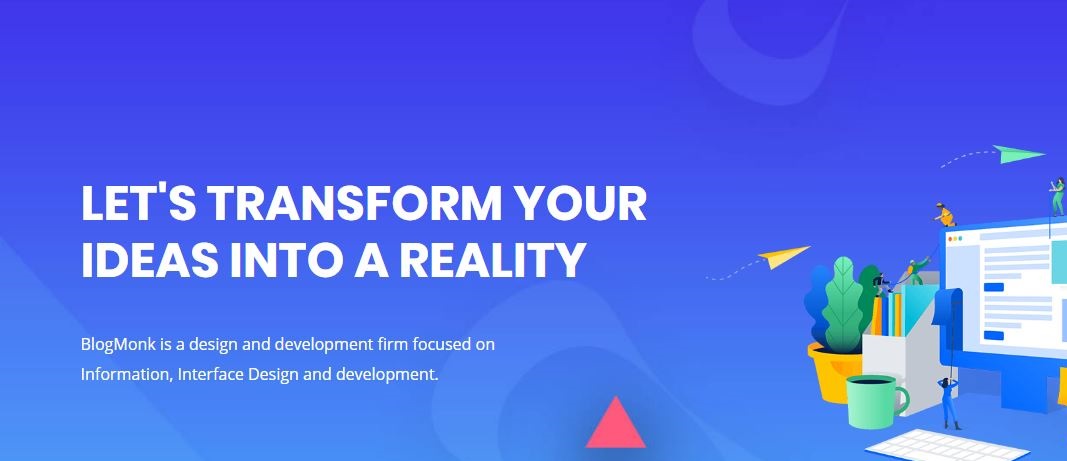 LET'S TRANSFORM YOUR
IDEAS INTO A REALITY
BlogMonk is a design and development firm focused on
Information, Interface Design and development.